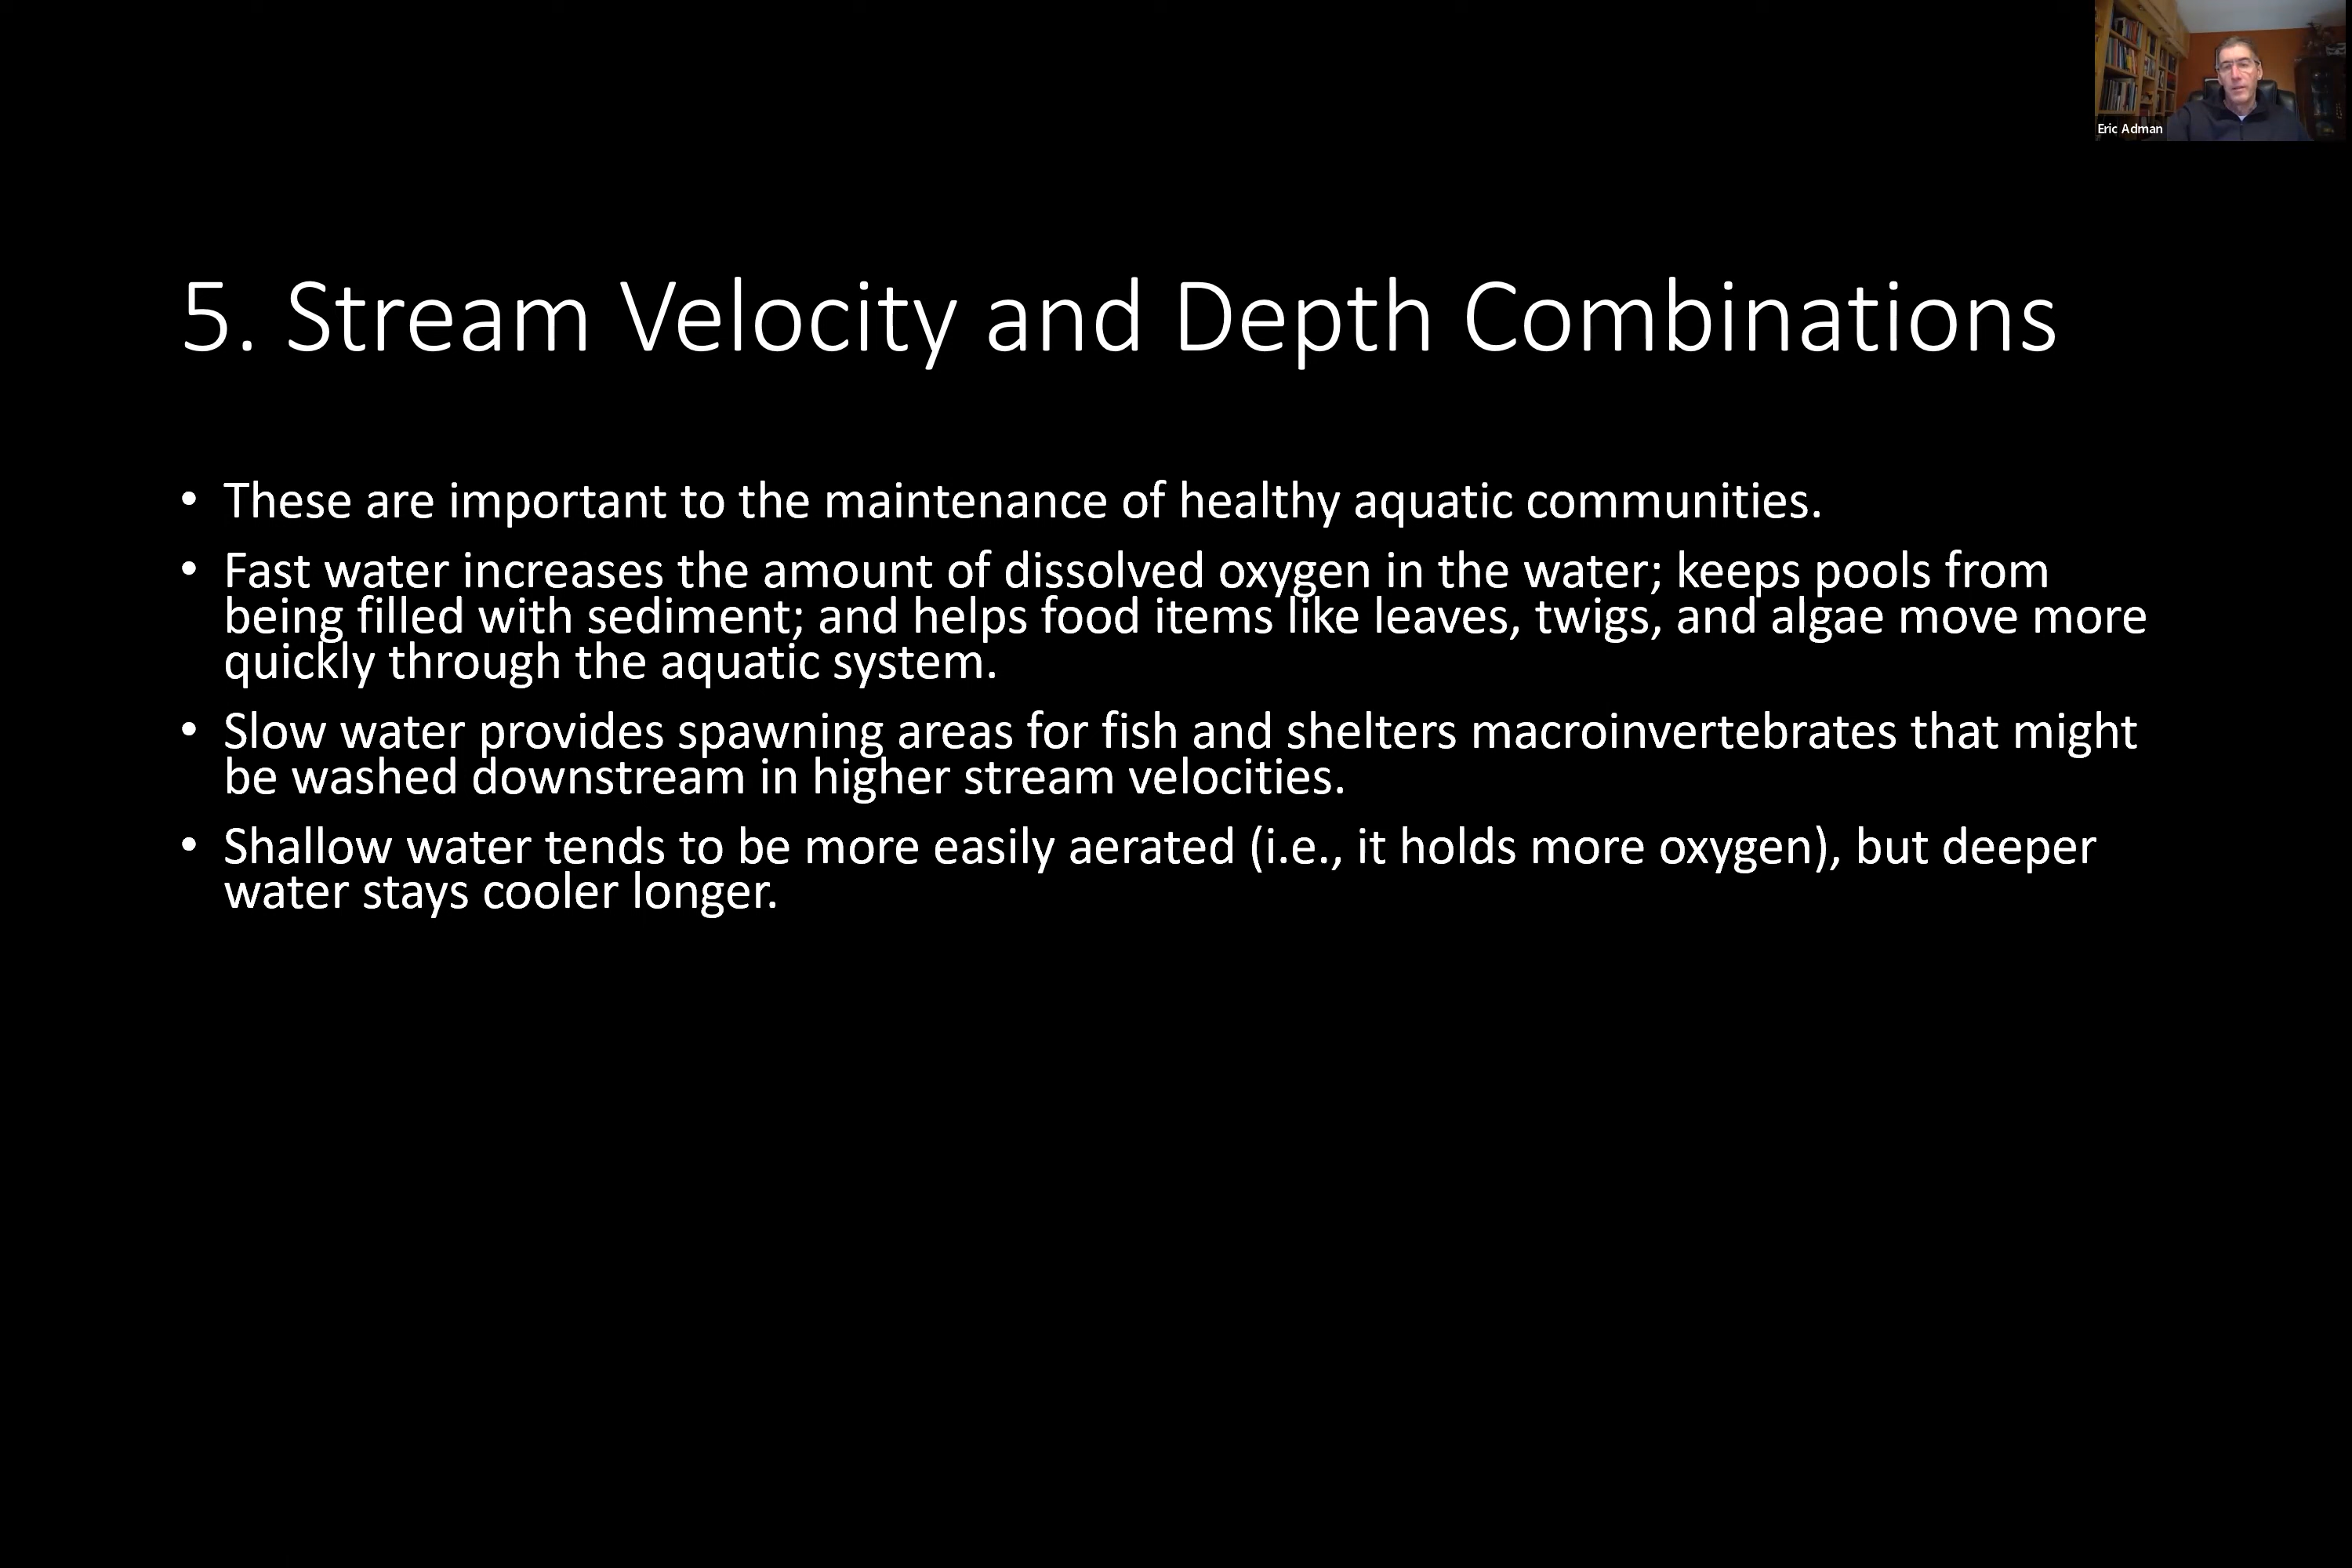 Eric Adman
5. Stream Velocity and Depth Combinations
• These are important to the maintenance of healthy aquatic communities.
• Fast water increases the amount of dissolved oxygen in the water; keeps pools from
being filled with sediment; and helps food items like leaves, twigs, and algae move more
quickly through the aquatic system.
• Slow water provides spawning areas for fish and shelters macroinvertebrates that might
be washed downstream in higher stream velocities.
• Shallow water tends to be more easily aerated (i.e., it holds more oxygen), but deeper
water stays cooler longer.